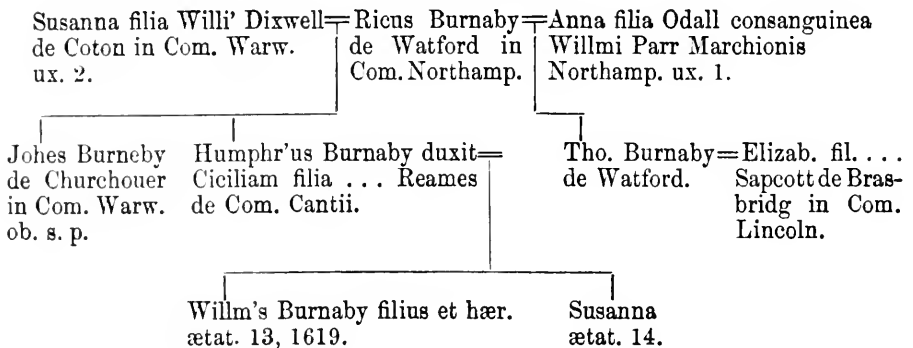 Susanna filia Willi' Dixwell
de Coton in Com. Warw.
ux. 2.
Ricus Burnaby
de Watford in
Com. Northamp.
Anna filia Odall consanguinea
Willmi Parr Marchionis
Northamp. ux. 1.
Johes Burneby
de Churchouer
in Com. Warw.
ob. s. p.
Humphr'us Burnaby duxit
Ciciliam filia ... Reames
de Com. Cantii.
Tho. Burnaby
de Watford.
Elizab. fil. ....
Sapcott de Bras-
bridg in Com.
Lincoln.
Willm's Burnaby filius et hær.
ætat. 13, 1619.
Susanna
ætat. 14.